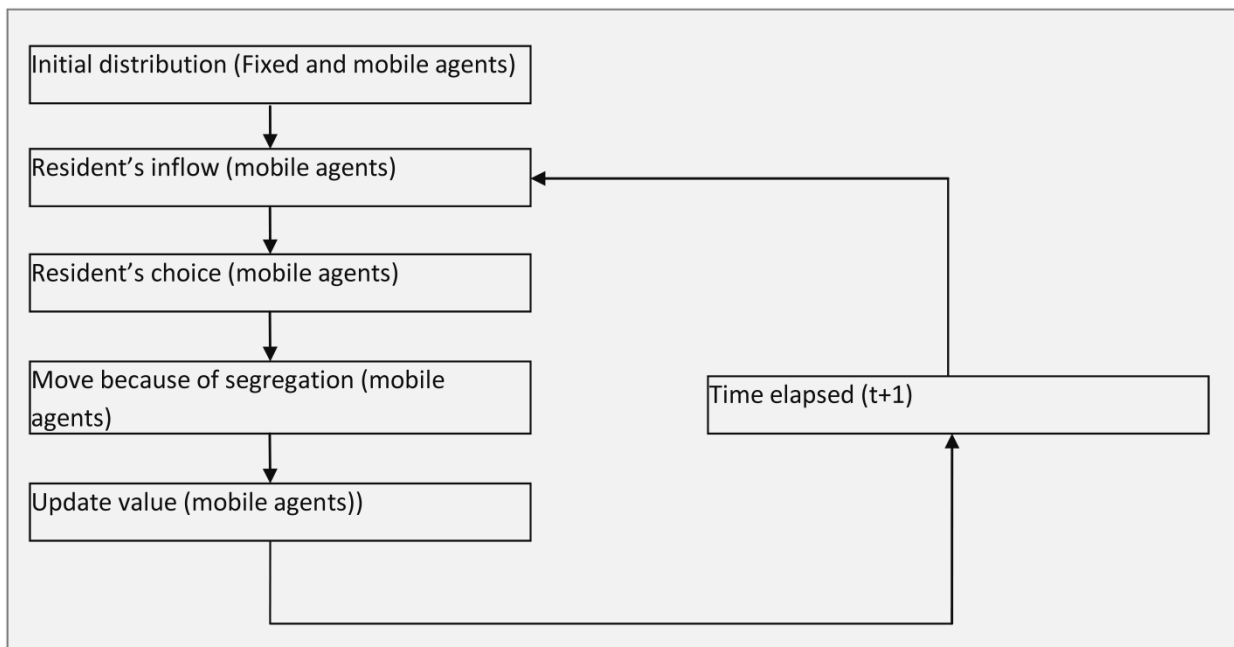 Initial distribution (Fixed and mobile agents)
Resident’s inflow (mobile agents)
Resident’s choice (mobile agents)
Move because of segregation (mobile
agents)
Update value (mobile agents))
Time elapsed (t+1)